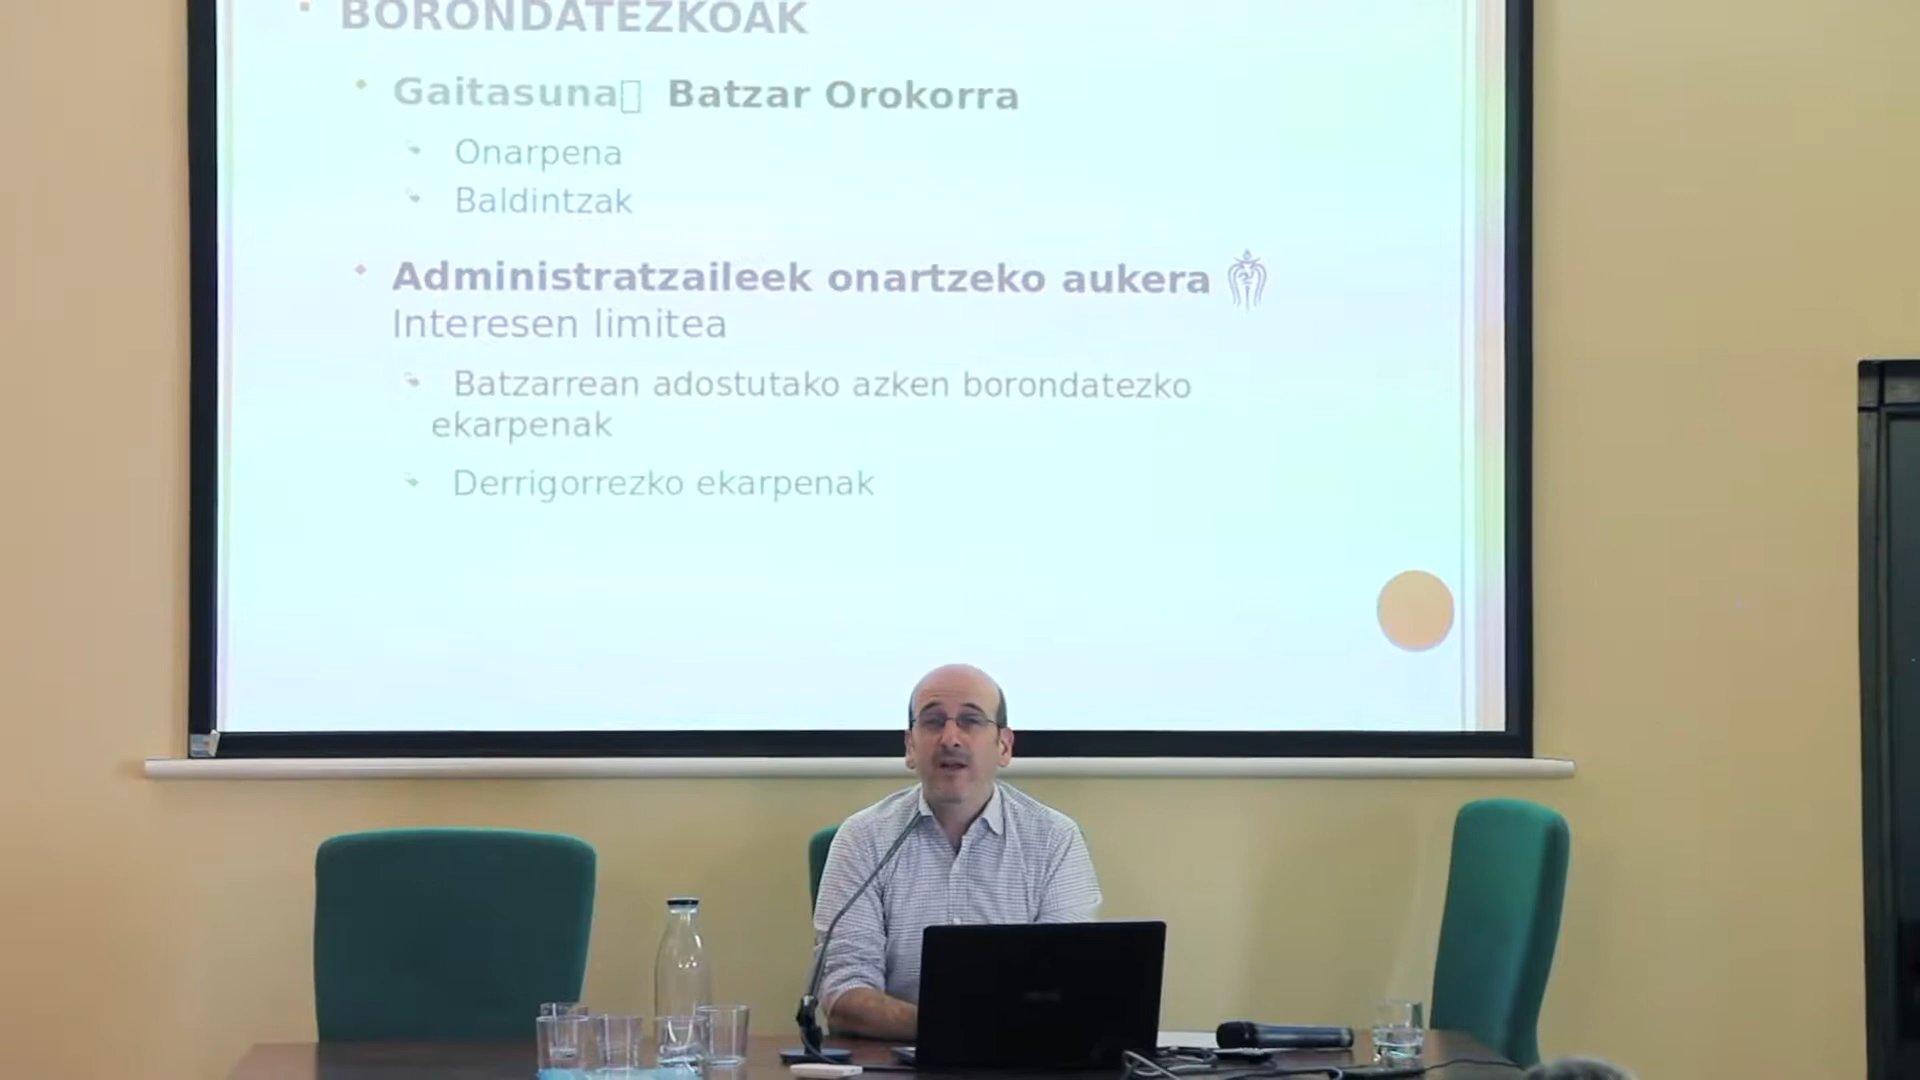 BORONDATEZKOAK
Gaitasuna Batzar Orokorra
Onarpena
Baldintzak
Administratzaileek onartzeko aukera
Interesen limitea
Batzarrean adostutako azken borondatezko
ekarpenak
Derrigorrezko ekarpenak